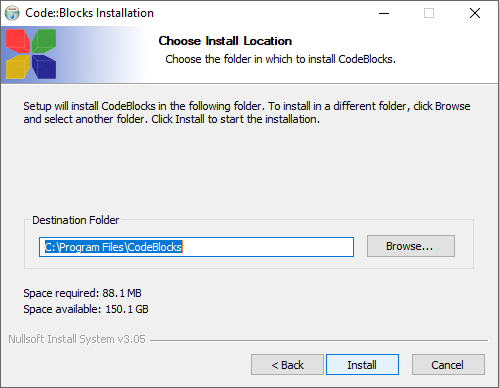 Code::Blocks Installation
Choose Install Location
Choose the folder in which to install CodeBlocks.
Setup will install CodeBlocks in the following folder. To install in a different folder, click Browse
and select another folder. Click Install to start the installation.
Destination Folder
C:\Program Files\CodeBlocks
Browse...
Space required: 88.1 MB
Space available: 150.1 GB
Nullsoft Install System v3.05
< Back
Install
Cancel